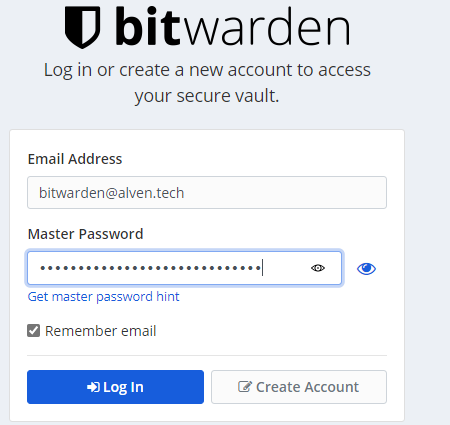 bitwarden
Log in or create a new account to access
your secure vault.
Email Address
bitwarden@alven.tech
Master Password
•••••••••••••••••••••••••••••
Get master password hint
Remember email
Log In
Create Account